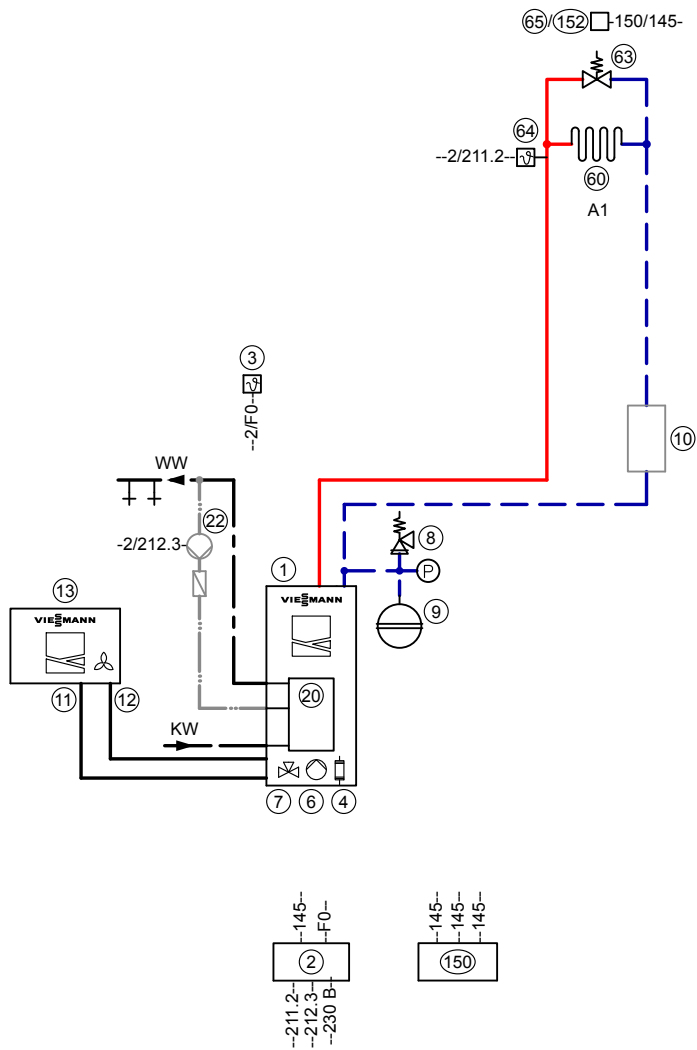 65/152 -150/145-
63
64
--2/211.2--
ϑ
60
A1
3
ϑ
--2/F0--
10
WW
22
-2/212.3-
8
1
P
13
9
VIESMANN
VIESMANN
11
12
20
KW
7
6
4
--145--
--F0--
2
--211.2--
--212.3--
--230 B--
--145--
--145--
--145--
150